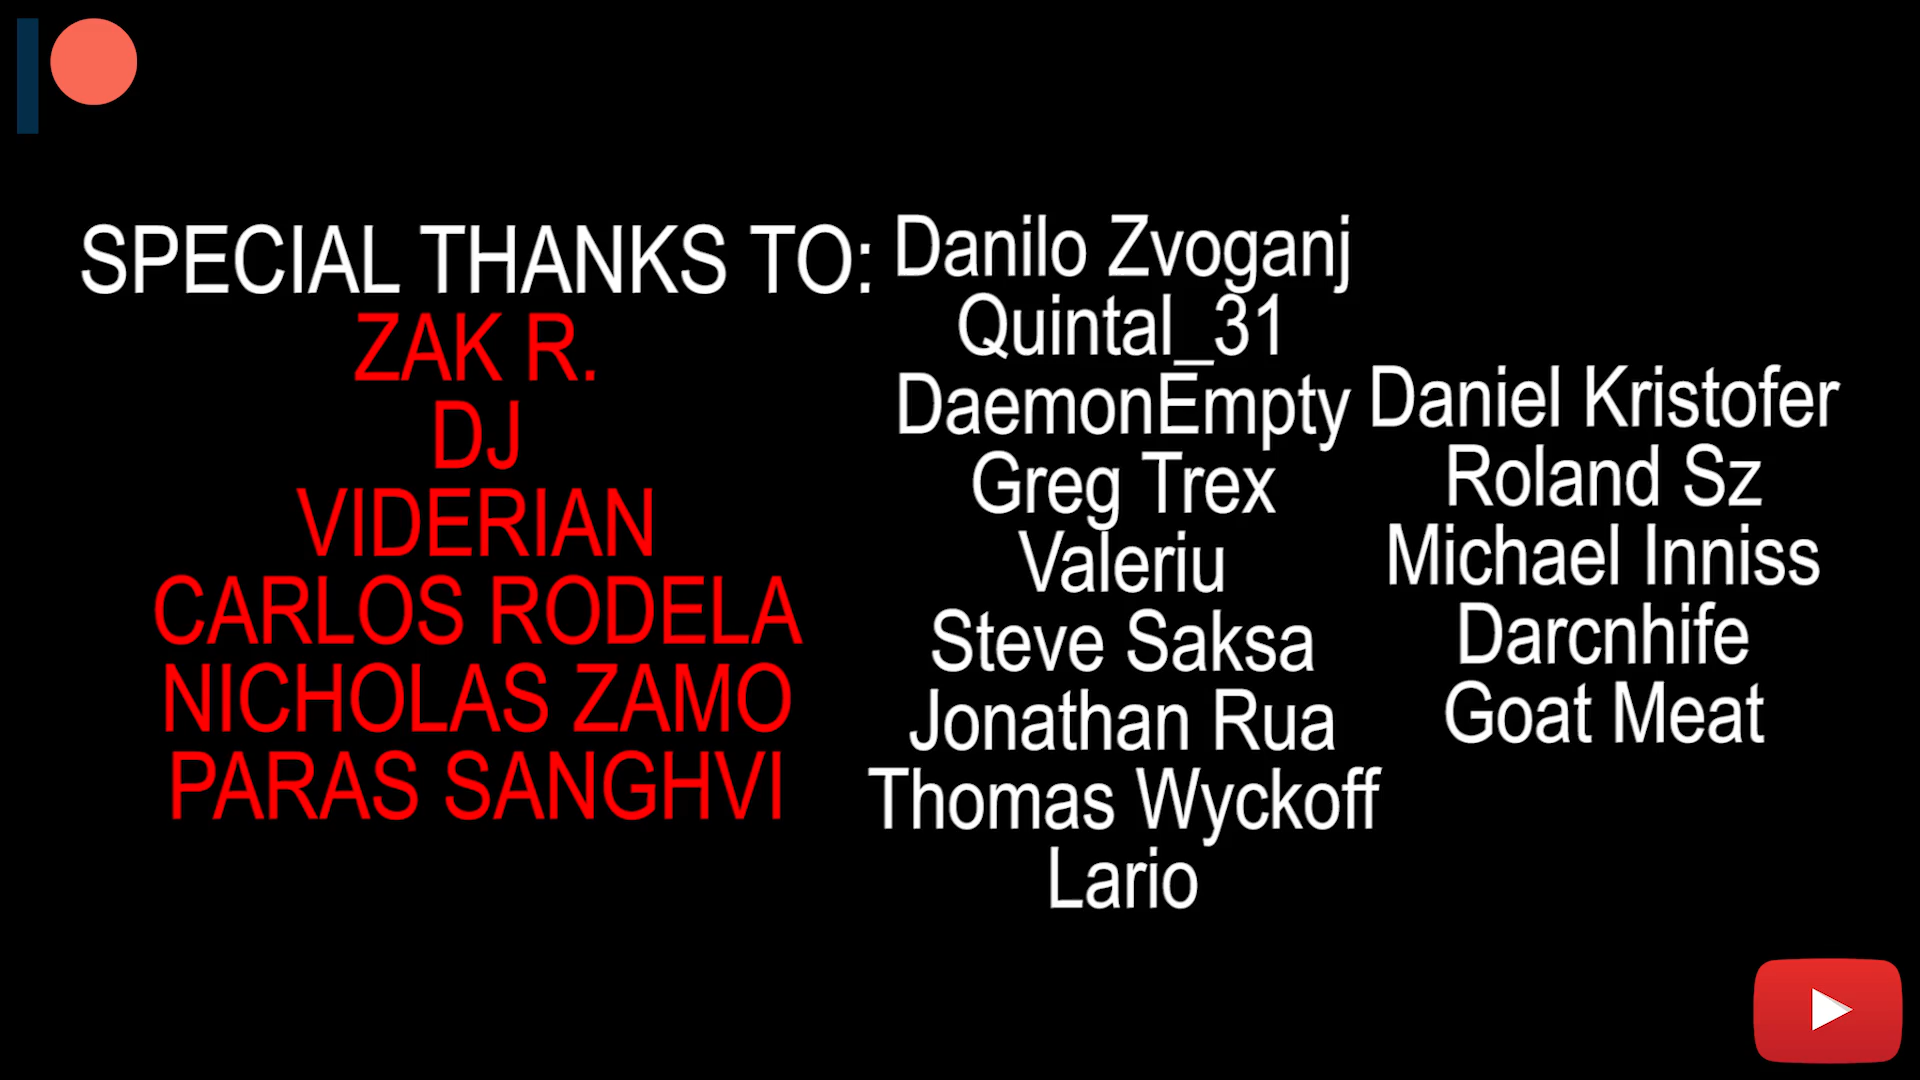 SPECIAL THANKS TO:
ZAK R.
DJ
VIDERIAN
CARLOS RODELA
NICHOLAS ZAMO
PARAS SANGHVI
Danilo Zvoganj
Quintal_31
DaemonEmpty
Greg Trex
Valeriu
Steve Saksa
Jonathan Rua
Thomas Wyckoff
Lario
Daniel Kristofer
Roland Sz
Michael Inniss
Darcnhife
Goat Meat